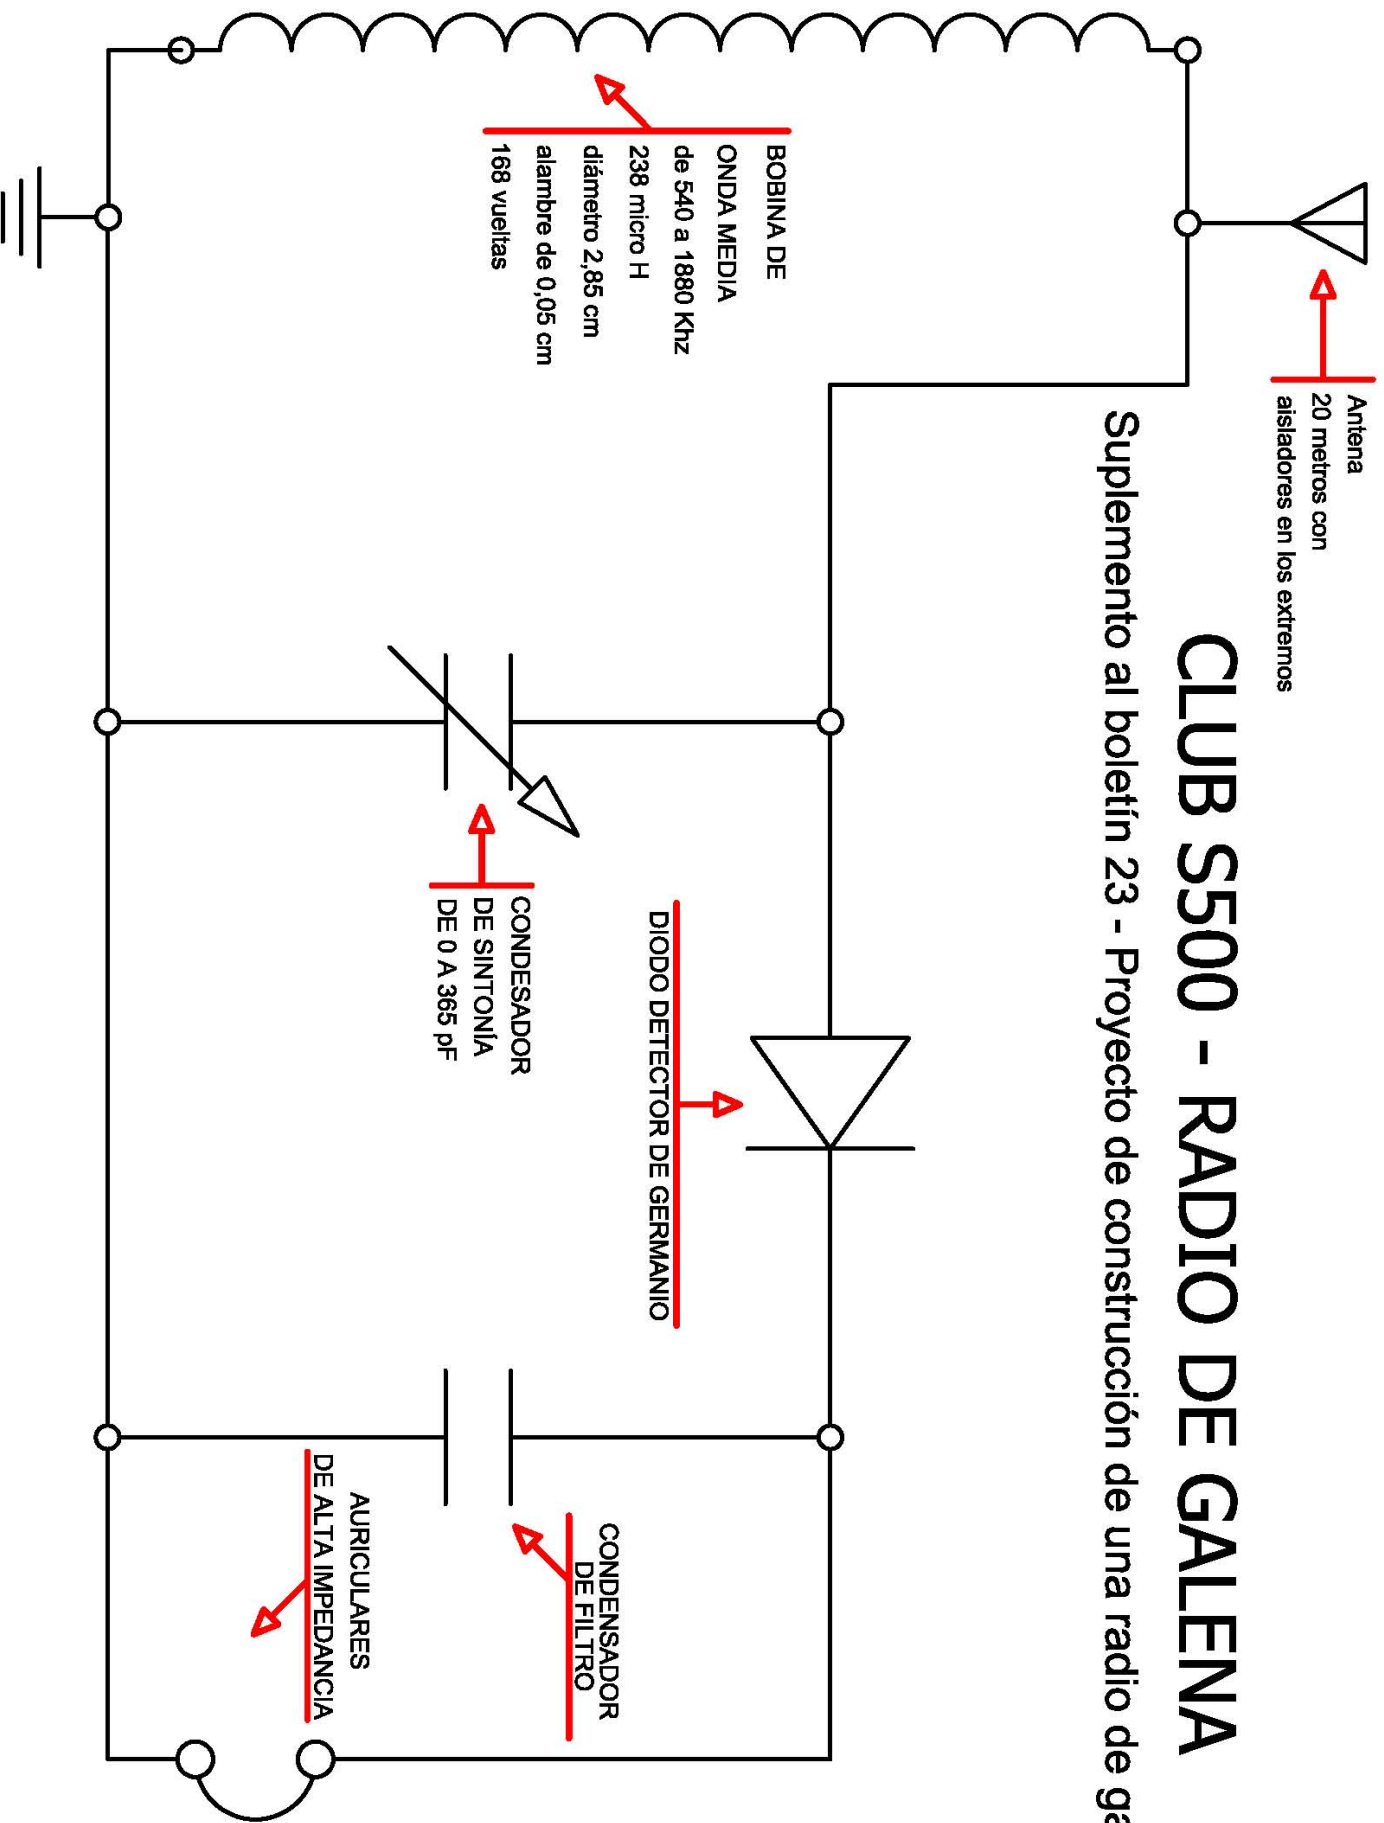 Antena
20 metros con
aisladores en los extremos
CLUB S500 - RADIO DE GALENA
Suplemento al boletín 23 - Proyecto de construcción de una radio de ga
BOBINA DE
ONDA MEDIA
de 540 a 1880 Khz
238 micro H
diámetro 2,85 cm
alambre de 0,05 cm
168 vueltas
DIODO DETECTOR DE GERMANIO
CONDESADOR
DE SINTONÍA
DE 0 A 365 pF
CONDENSADOR
DE FILTRO
AURICULARES
DE ALTA IMPEDANCIA